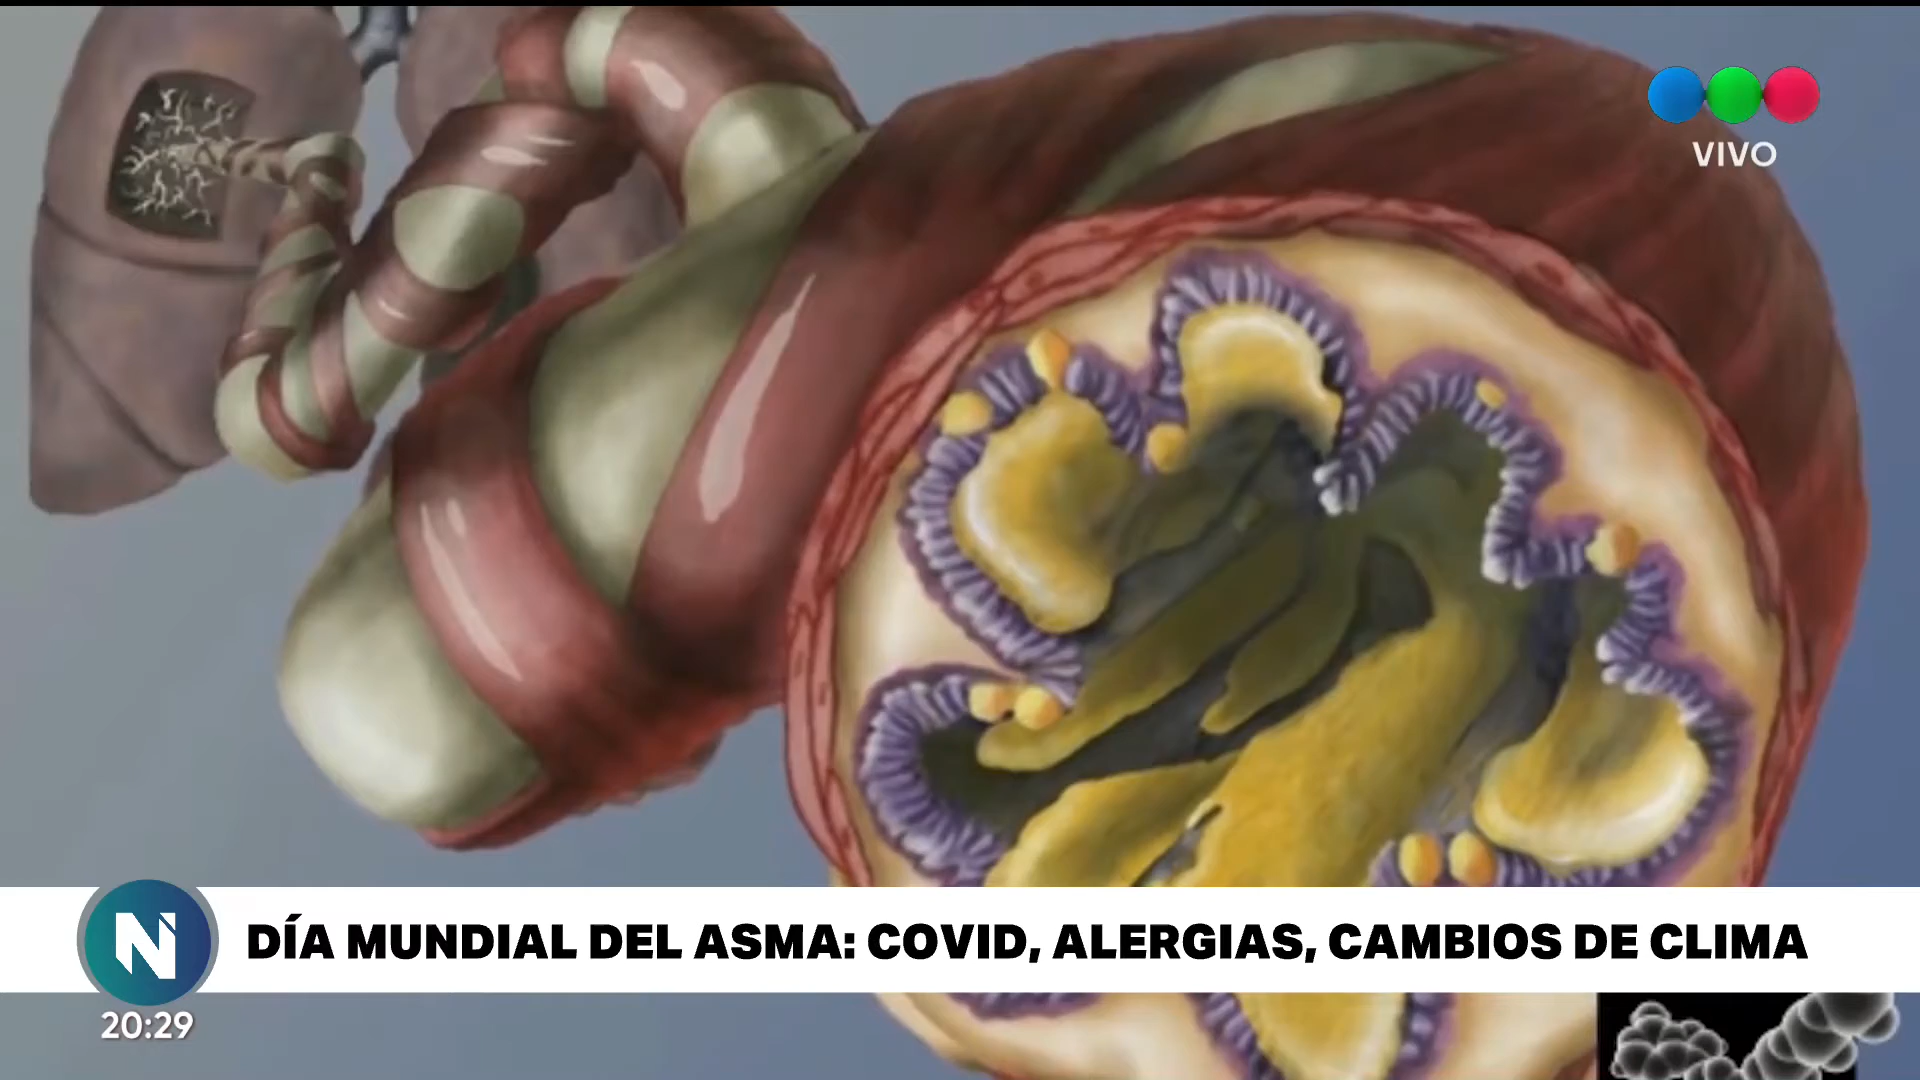 VIVO
N
DÍA MUNDIAL DEL ASMA: COVID, ALERGIAS, CAMBIOS DE CLIMA
20:29